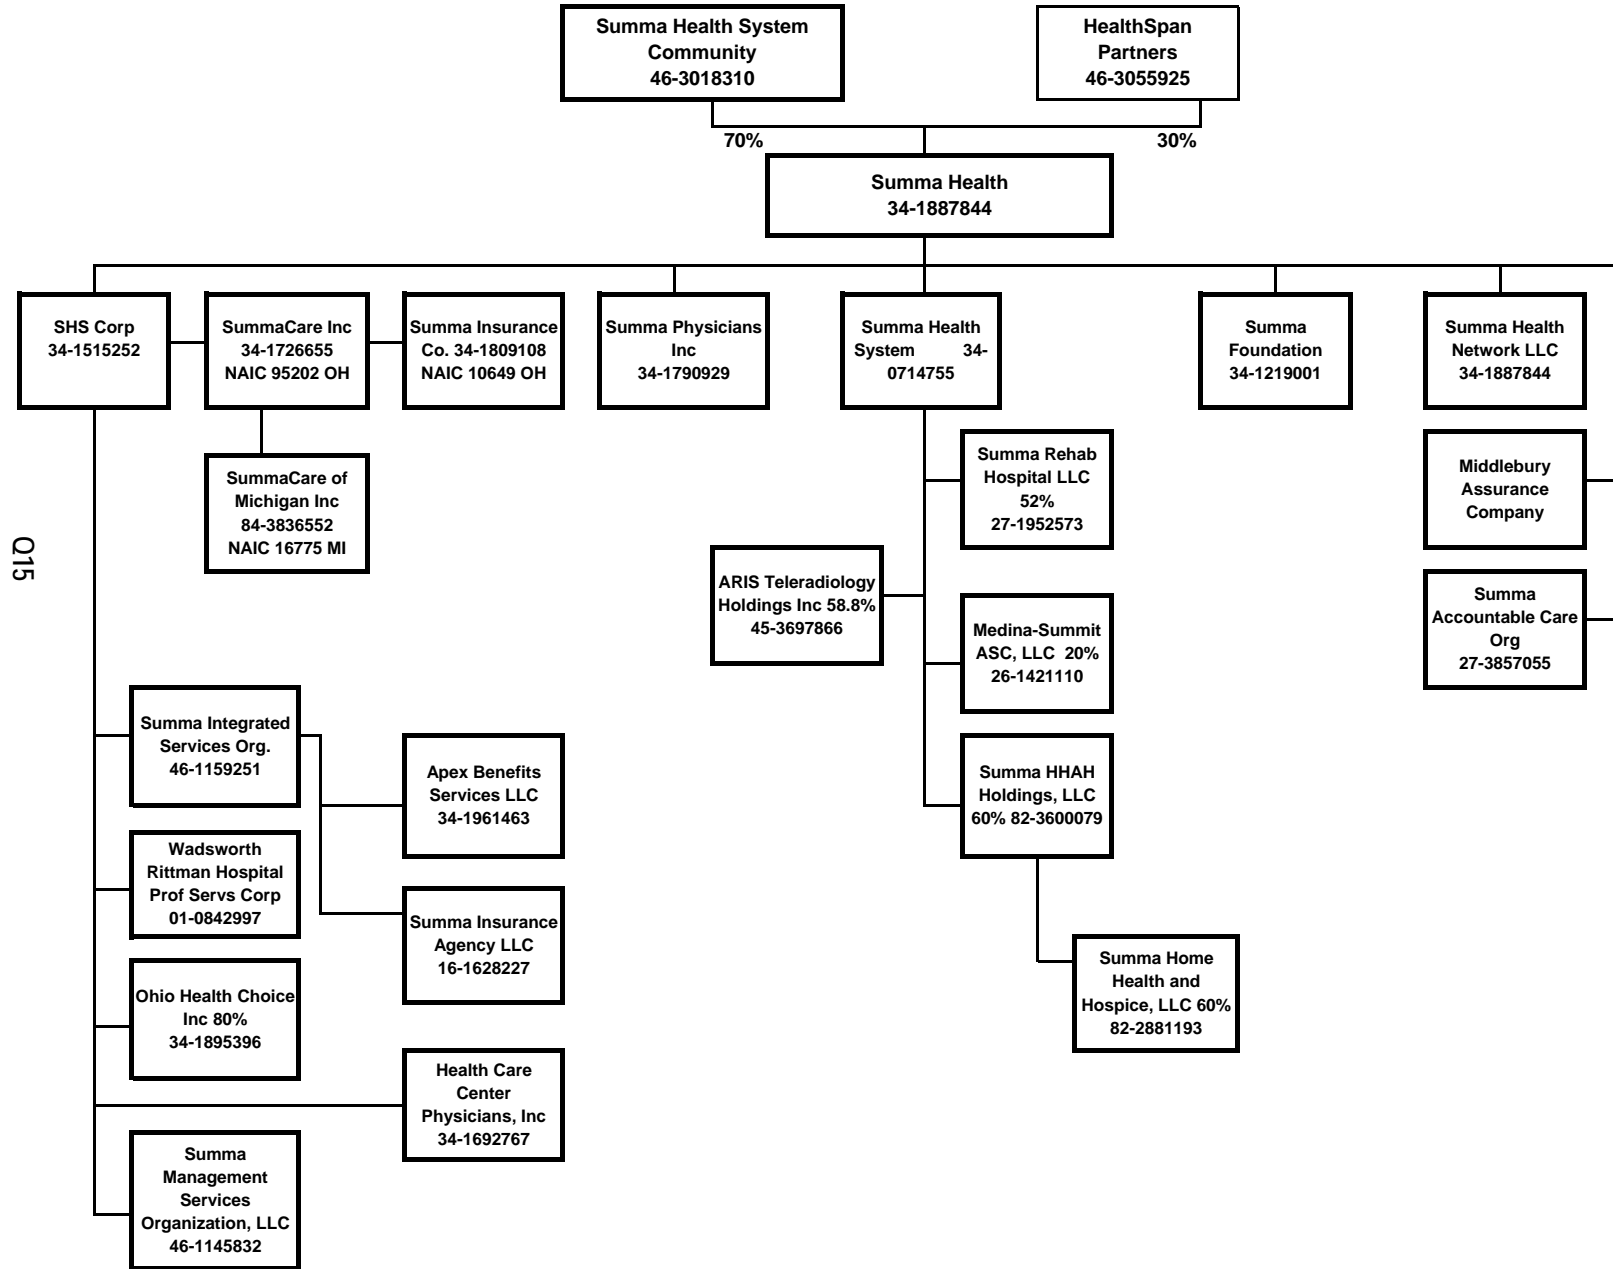 Summa Health System
Community
46-3018310
HealthSpan
Partners
46-3055925
70%
30%
Summa Health
34-1887844
SHS Corp
34-1515252
SummaCare Inc
34-1726655
NAIC 95202 OH
Summa Insurance
Co. 34-1809108
NAIC 10649 OH
Summa Physicians
Inc
34-1790929
Summa Health
System 34-
0714755
Summa
Foundation
34-1219001
Summa Health
Network LLC
34-1887844
SummaCare of
Michigan Inc
84-3836552
NAIC 16775 MI
Summa Rehab
Hospital LLC
52%
27-1952573
Middlebury
Assurance
Company
Q15
ARIS Teleradiology
Holdings Inc 58.8%
45-3697866
Medina-Summit
ASC, LLC 20%
26-1421110
Summa
Accountable Care
Org
27-3857055
Summa Integrated
Services Org.
46-1159251
Apex Benefits
Services LLC
34-1961463
Summa HHAH
Holdings, LLC
60% 82-3600079
Wadsworth
Rittman Hospital
Prof Servs Corp
01-0842997
Summa Insurance
Agency LLC
16-1628227
Summa Home
Health and
Hospice, LLC 60%
82-2881193
Ohio Health Choice
Inc 80%
34-1895396
Health Care
Center
Physicians, Inc
34-1692767
Summa
Management
Services
Organization, LLC
46-1145832